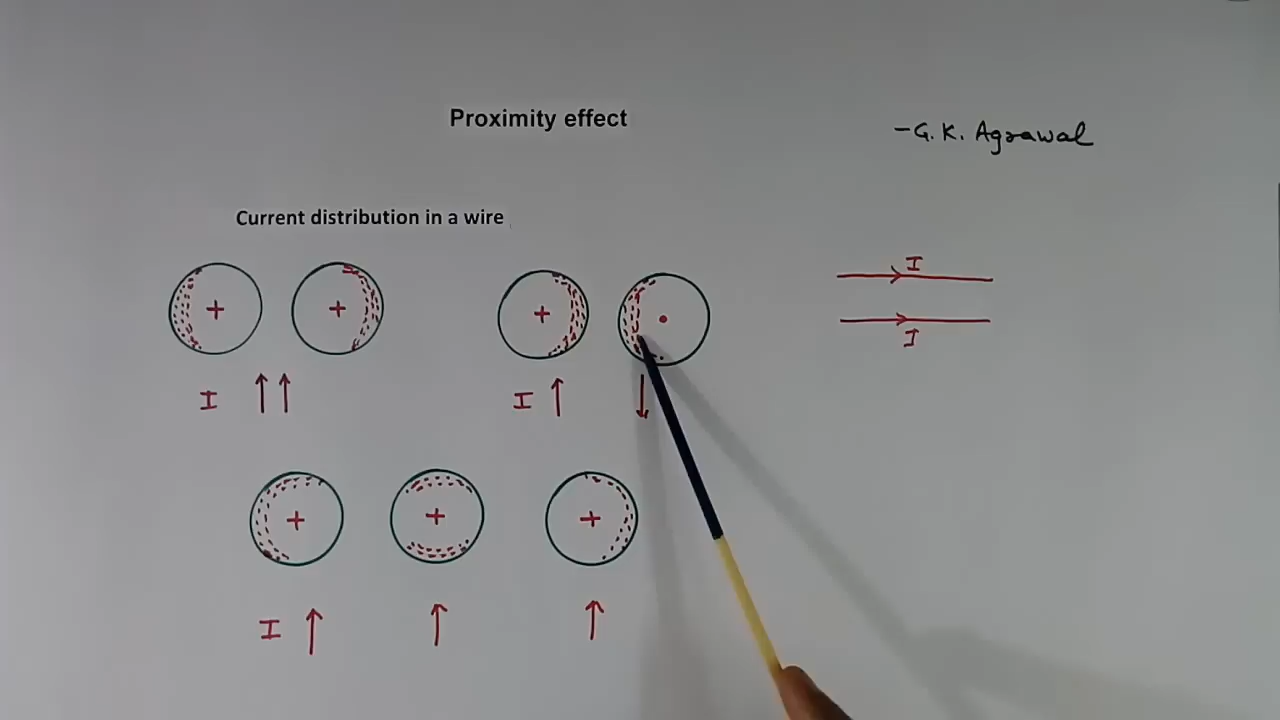 Proximity effect
-G. K. Agrawal
Current distribution in a wire
+ +
+ •
I
I
I ↑↑
I ↑ ↓
+ + +
I ↑ ↑ ↑